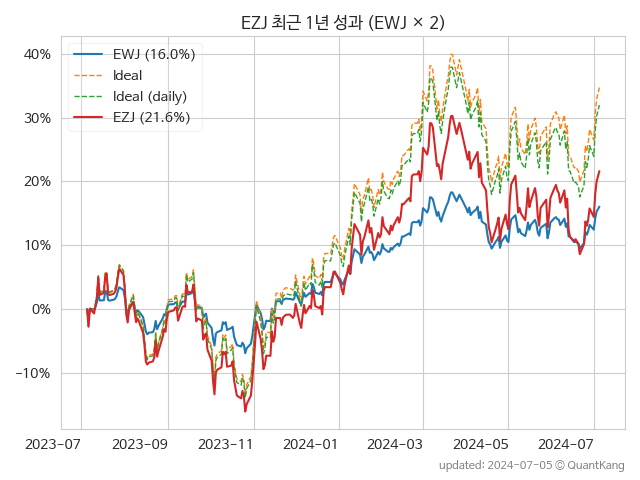 EZJ 최근 1년 성과 (EWJ × 2)
EWJ (16.0%)
Ideal
Ideal (daily)
EZJ (21.6%)
40%
30%
20%
10%
0%
−10%
2023-07 2023-09 2023-11 2024-01 2024-03 2024-05 2024-07
updated: 2024-07-05 © QuantKang